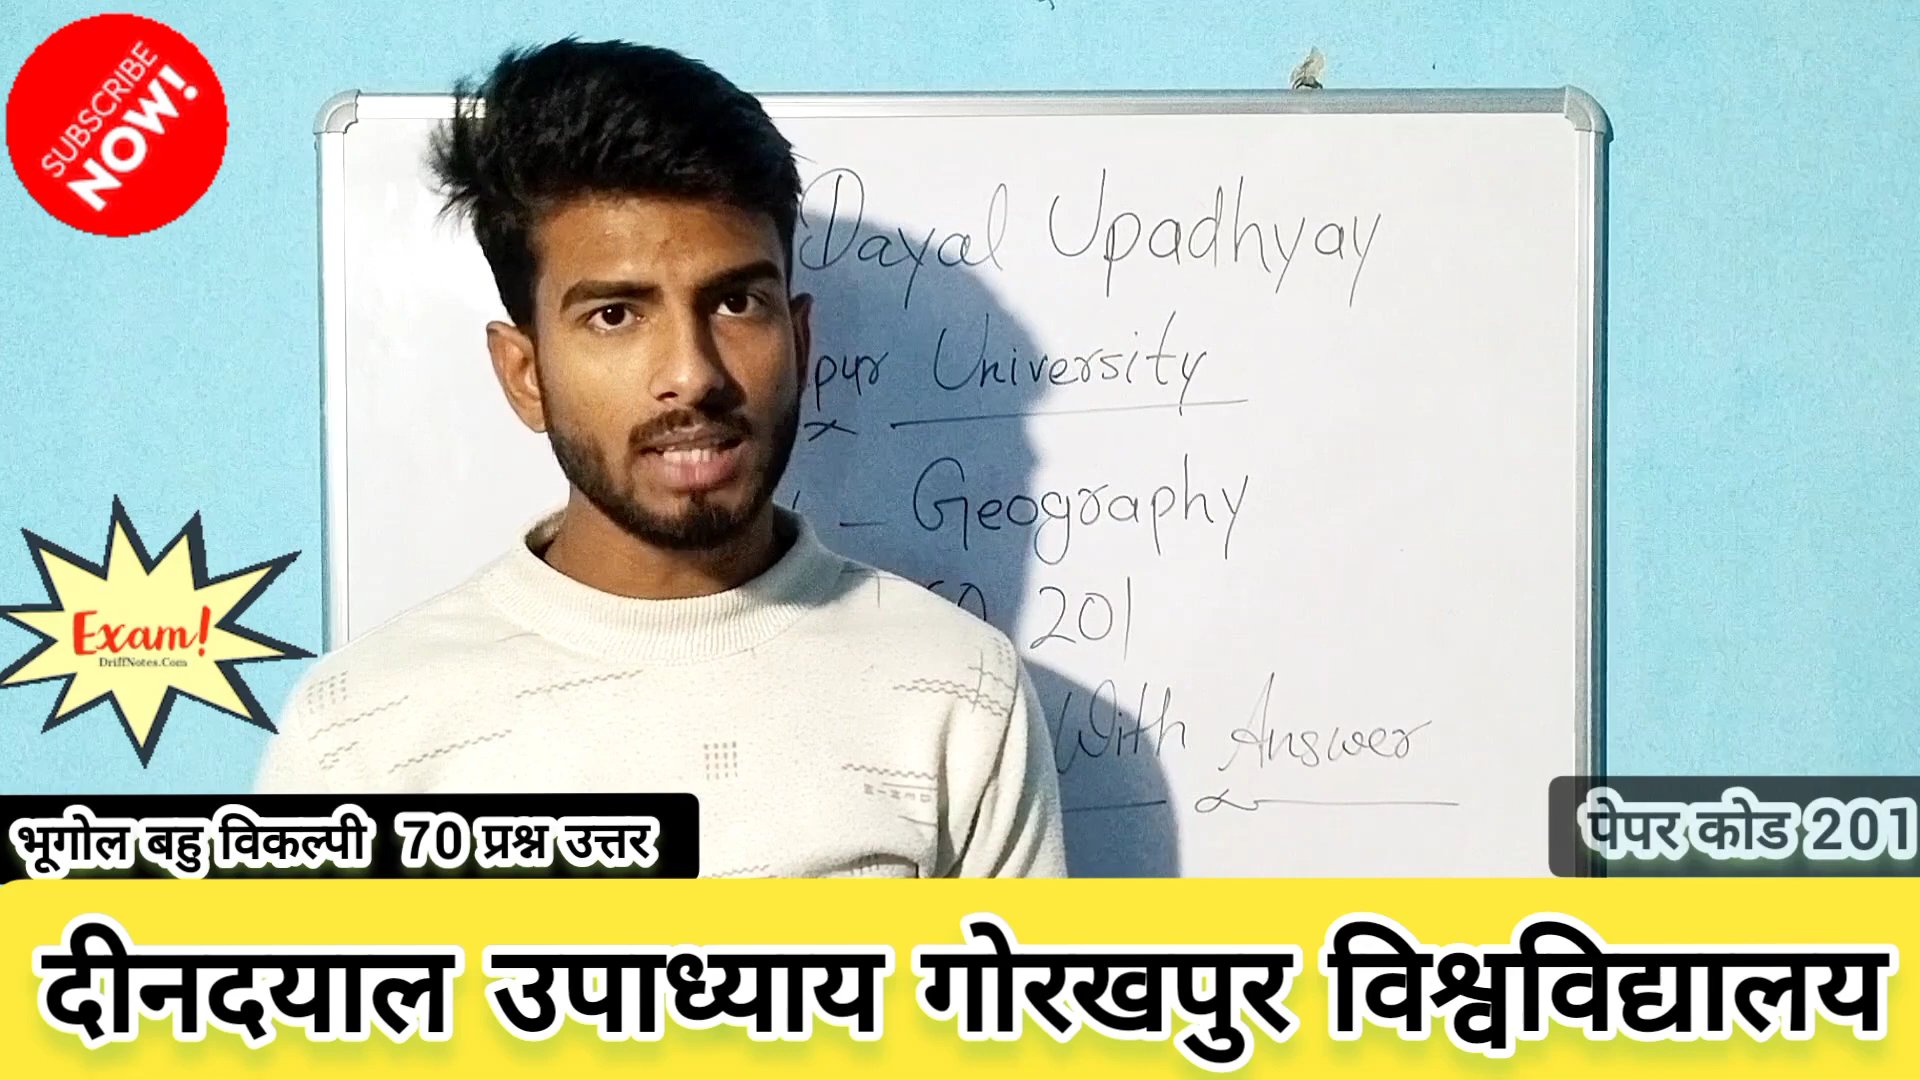 SUBSCRIBE
NOW!
Dayal Upadhyay
pur University
Geography
201
With Answer
Exam!
DriffNotes.Com
भूगोल बहु विकल्पी 70 प्रश्न उत्तर
पेपर कोड 201
दीनदयाल उपाध्याय गोरखपुर विश्वविद्यालय